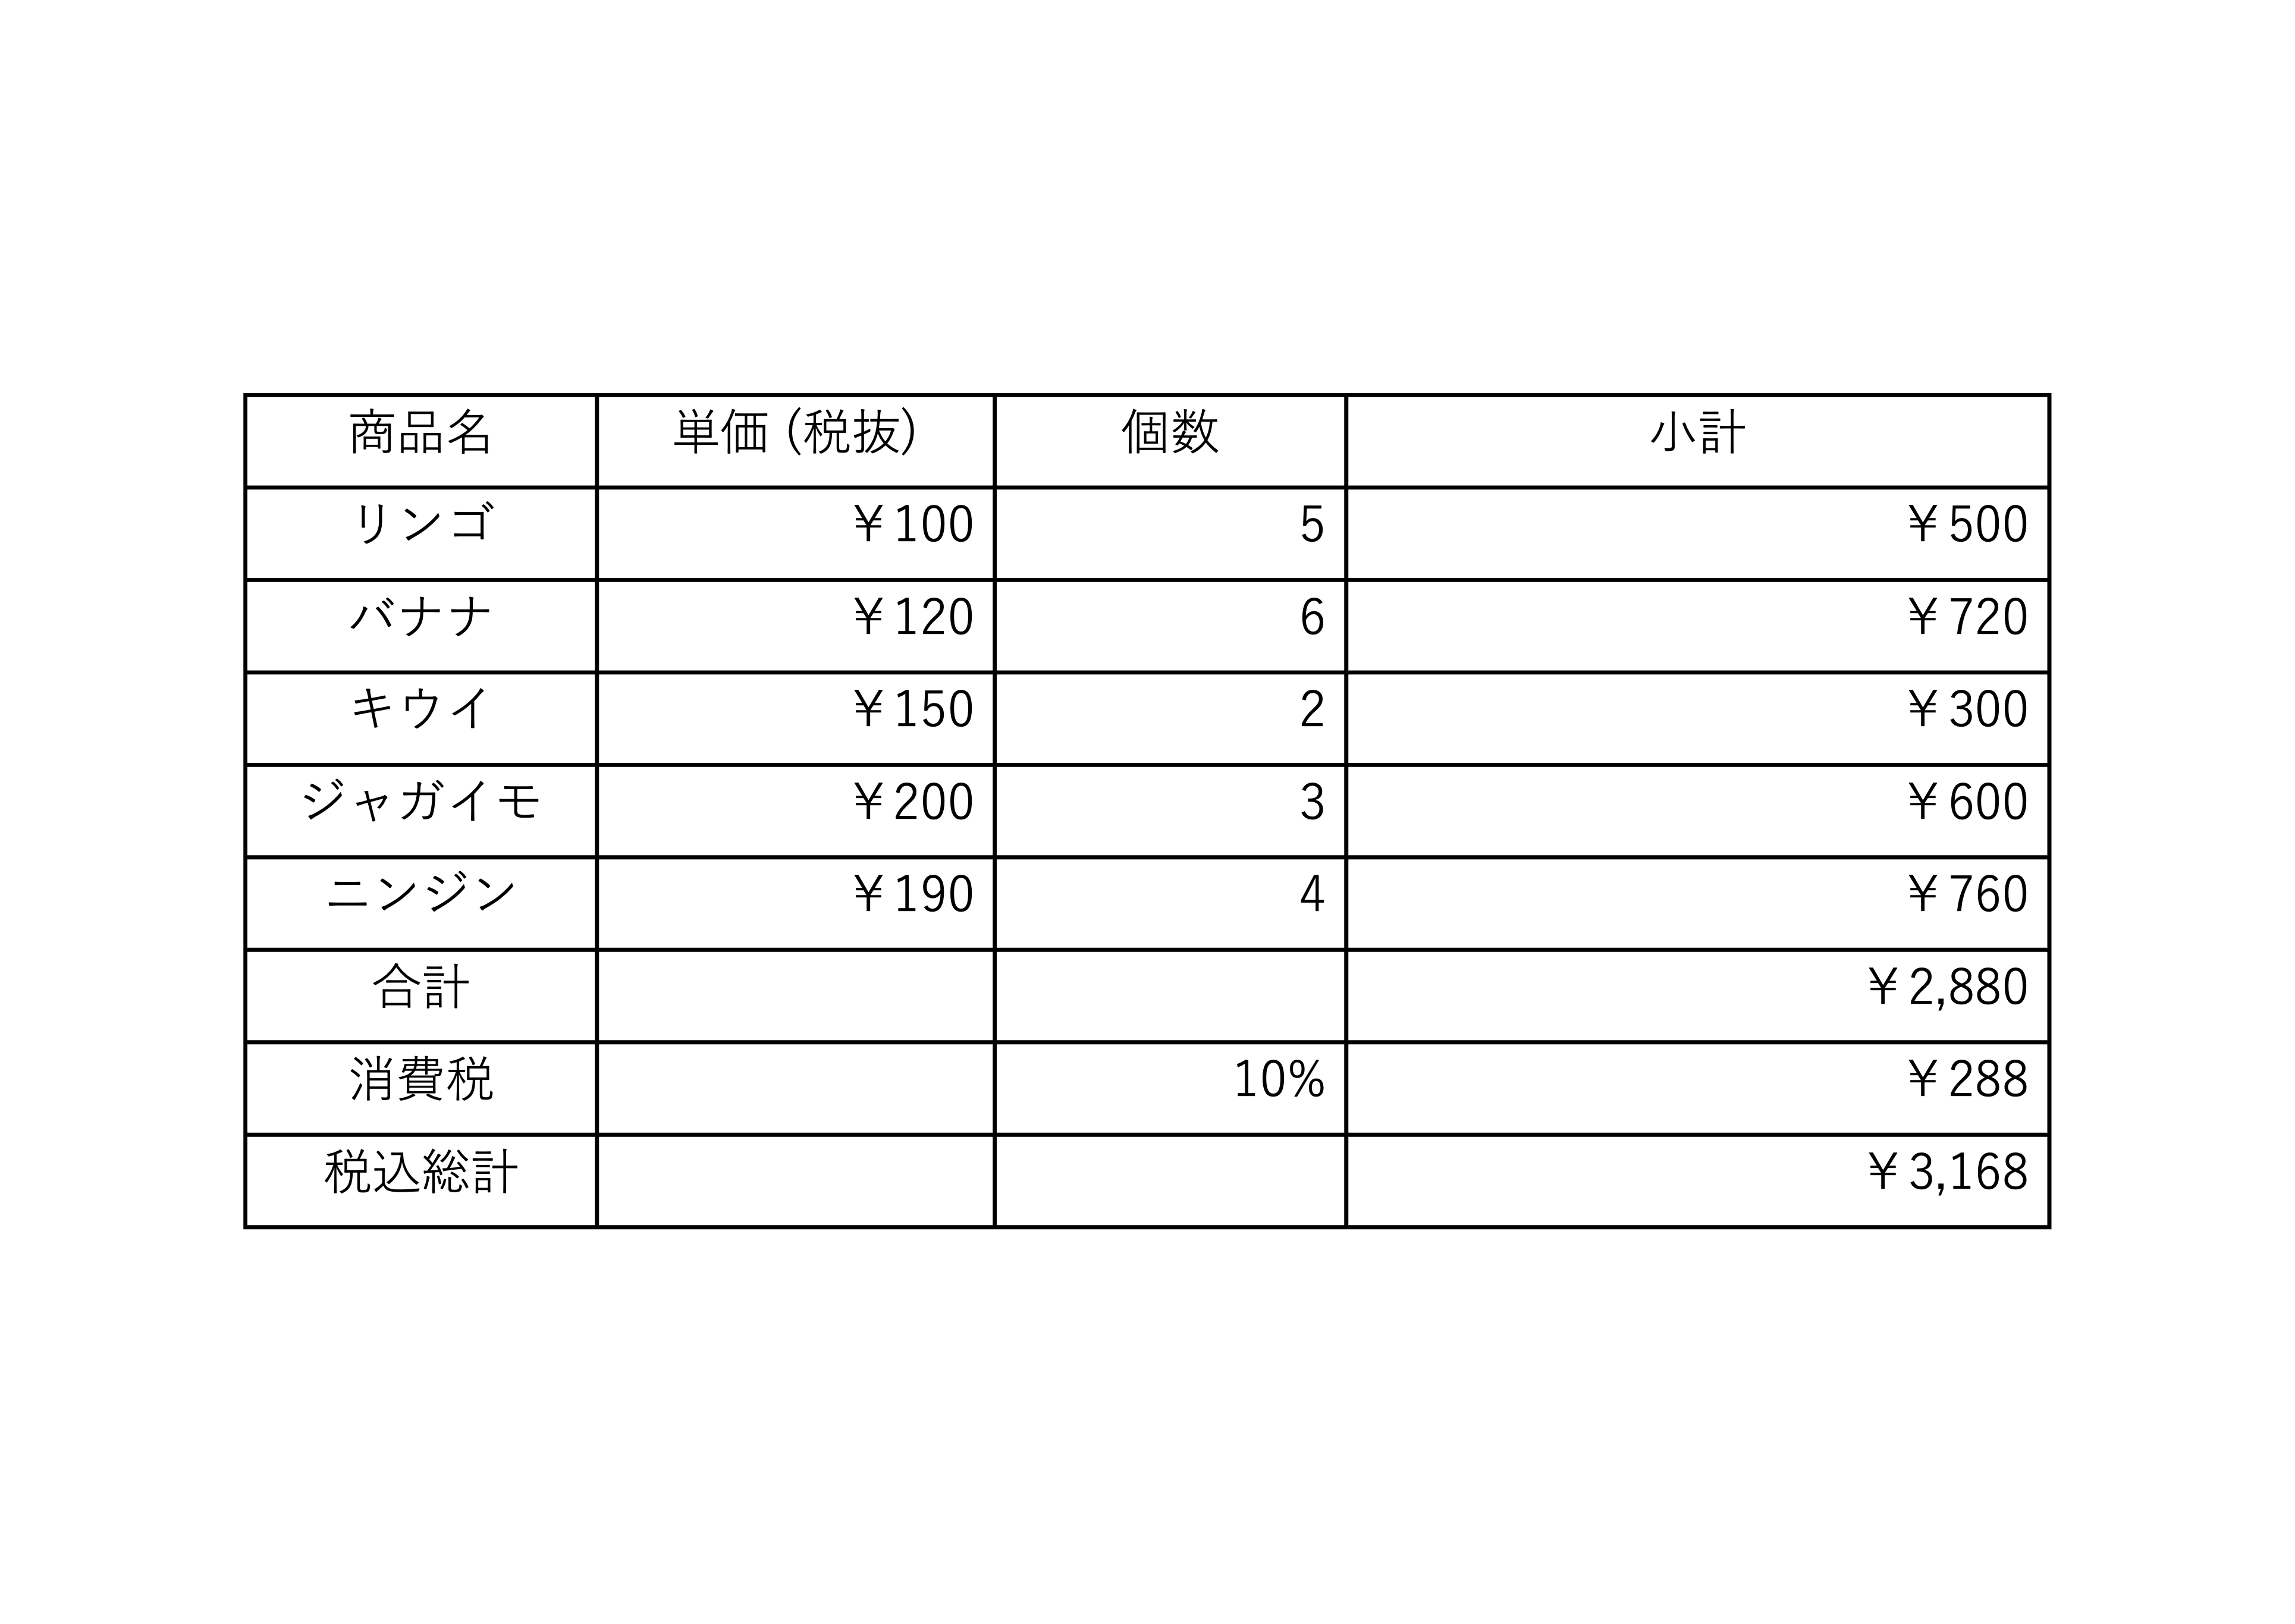 商品名 単価(税抜) 個数 小計
リンゴ ￥100 5 ￥500
バナナ ￥120 6 ￥720
キウイ ￥150 2 ￥300
ジャガイモ ￥200 3 ￥600
ニンジン ￥190 4 ￥760
合計 ￥2,880
消費税 10% ￥288
税込総計 ￥3,168